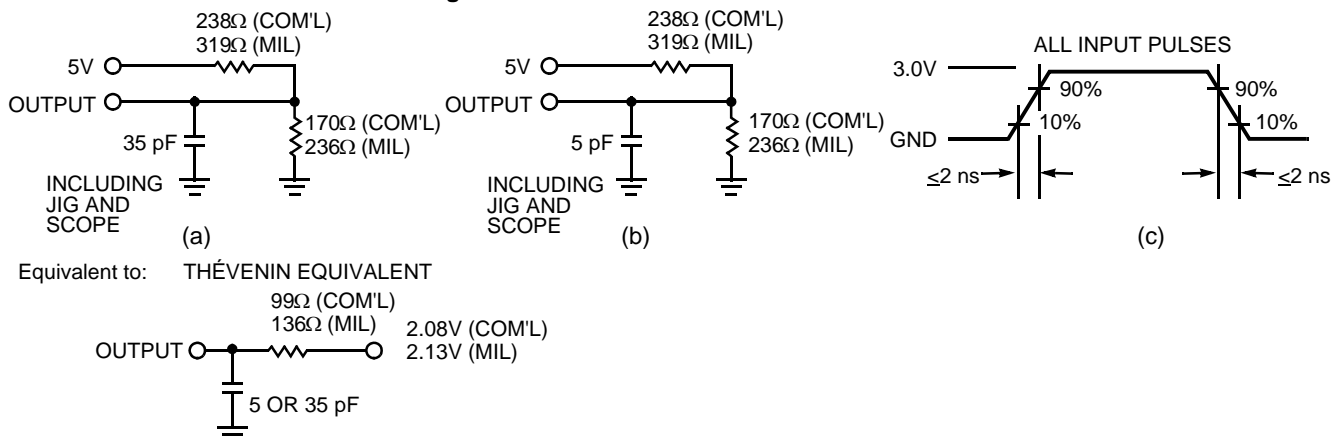 238Ω (COM'L)
319Ω (MIL)
5V
OUTPUT
35 pF
170Ω (COM'L)
236Ω (MIL)
INCLUDING
JIG AND
SCOPE
(a)
238Ω (COM'L)
319Ω (MIL)
5V
OUTPUT
5 pF
170Ω (COM'L)
236Ω (MIL)
INCLUDING
JIG AND
SCOPE
(b)
ALL INPUT PULSES
3.0V
90%
90%
10%
10%
GND
≤2 ns
≤2 ns
(c)
Equivalent to: THÉVENIN EQUIVALENT
99Ω (COM'L)
136Ω (MIL)
2.08V (COM'L)
2.13V (MIL)
OUTPUT
5 OR 35 pF